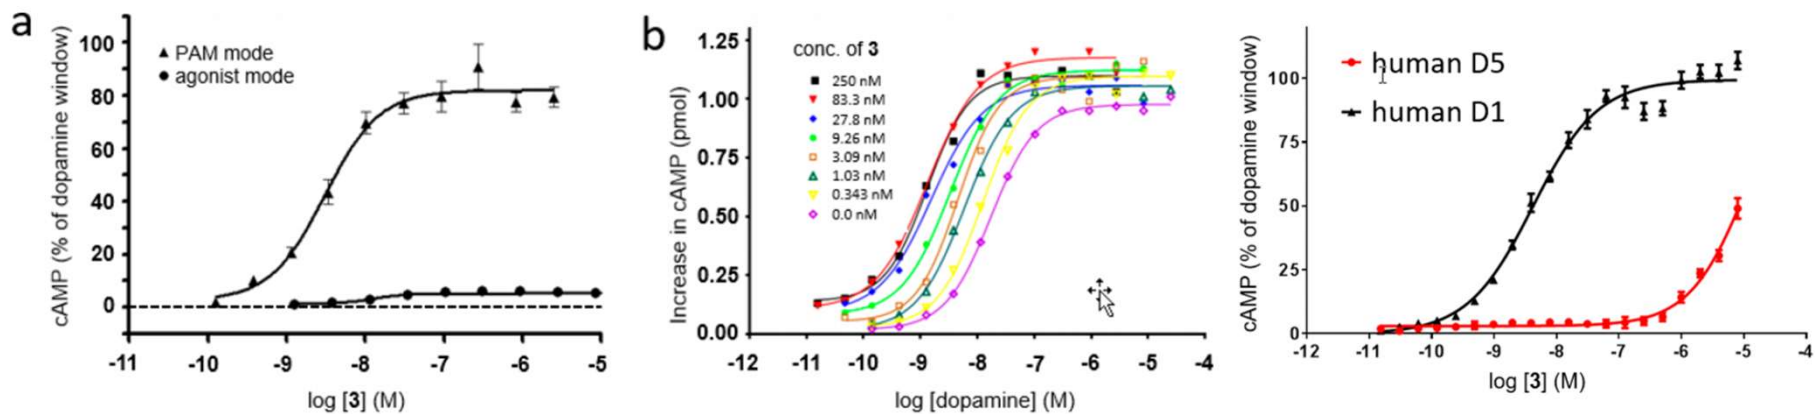 a
cAMP (% of dopamine window)
100
80
60
40
20
0
PAM mode
agonist mode
-11 -10 -9 -8 -7 -6 -5
log [3] (M)
b
Increase in cAMP (pmol)
1.25
1.00
0.75
0.50
0.25
0.00
conc. of 3
250 nM
83.3 nM
27.8 nM
9.26 nM
3.09 nM
1.03 nM
0.343 nM
0.0 nM
-12 -11 -10 -9 -8 -7 -6 -5 -4
log [dopamine] (M)
cAMP (% of dopamine window)
100
75
50
25
0
human D5
human D1
-12 -11 -10 -9 -8 -7 -6 -5 -4
log [3] (M)